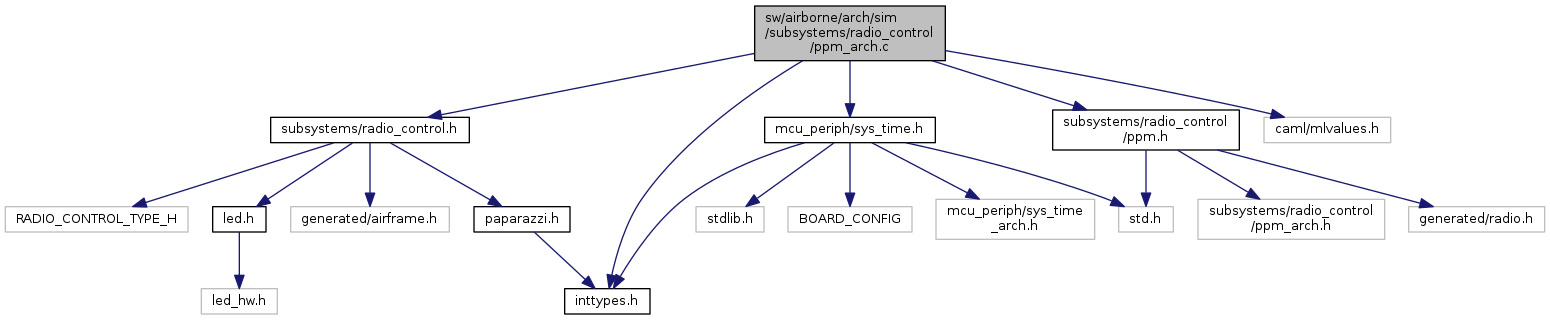 sw/airborne/arch/sim
/subsystems/radio_control
/ppm_arch.c
subsystems/radio_control.h
mcu_periph/sys_time.h
subsystems/radio_control
/ppm.h
caml/mlvalues.h
RADIO_CONTROL_TYPE_H
led.h
generated/airframe.h
paparazzi.h
stdlib.h
BOARD_CONFIG
mcu_periph/sys_time
_arch.h
std.h
subsystems/radio_control
/ppm_arch.h
generated/radio.h
led_hw.h
inttypes.h